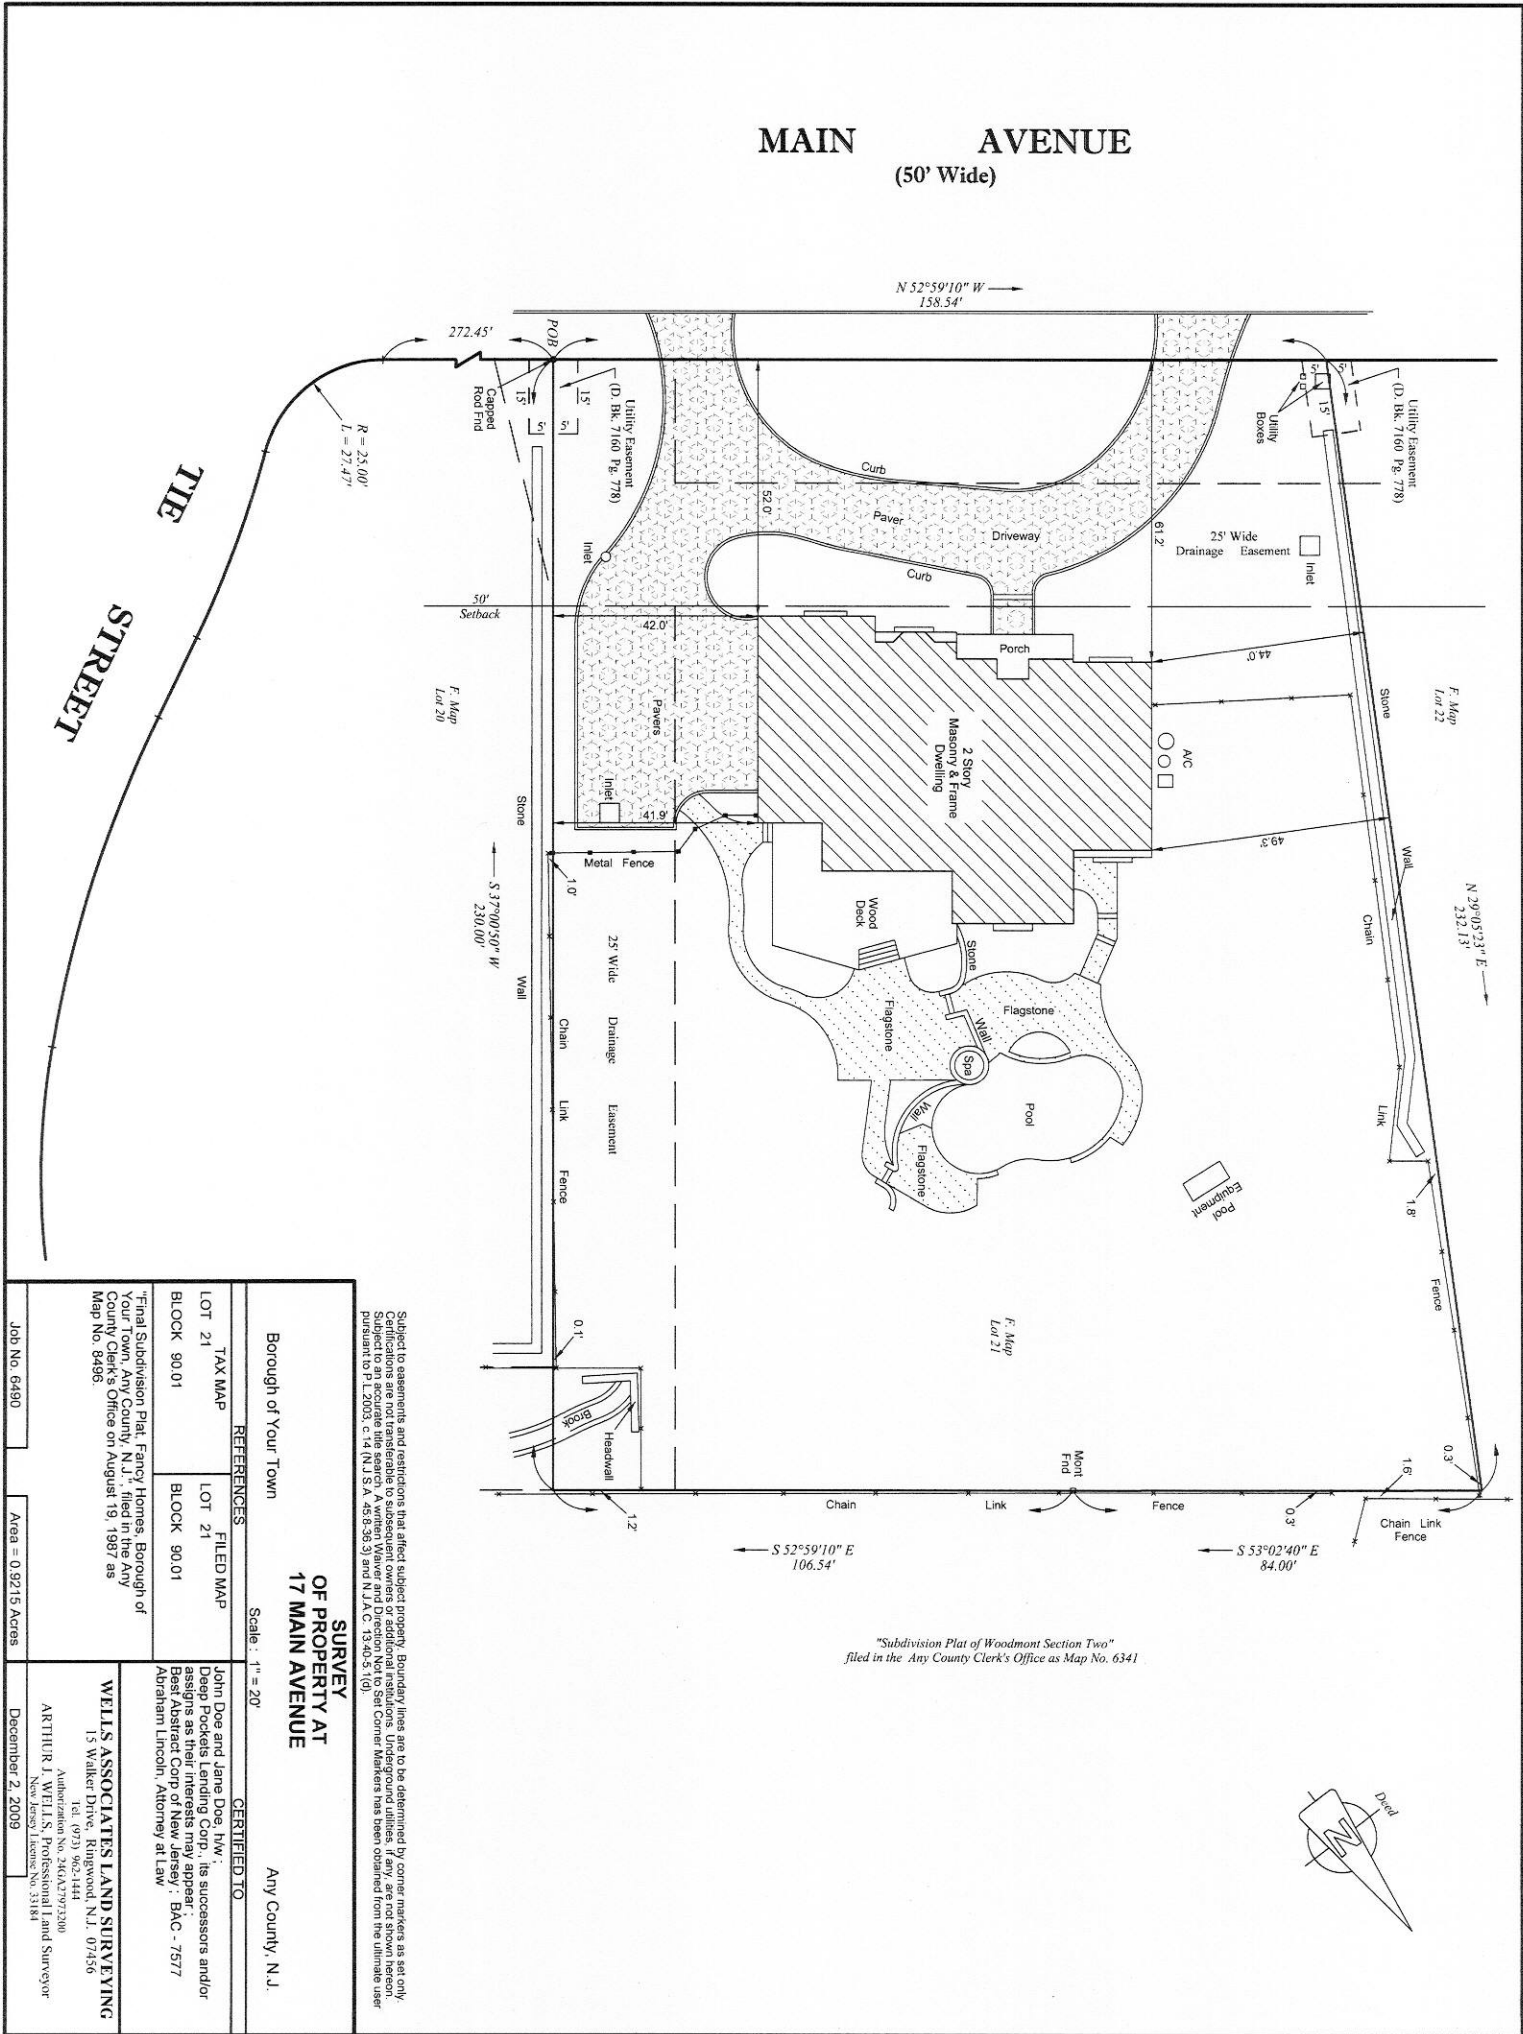 MAIN AVENUE
(50' Wide)
N 52°59'10" W
158.54'
272.45'
POB
R = 25.00'
L = 27.47'
TIE
STREET
Capped
Rod Fnd
15'
5'
5'
15'
Utility Easement
(D. Bk. 7160 Pg. 778)
Utility Easement
(D. Bk. 7160 Pg. 778)
5'
5'
15'
Utility
Boxes
Curb
Paver
Driveway
Curb
52.0'
61.2'
25' Wide
Drainage Easement
Inlet
Inlet
50'
Setback
42.0'
Porch
44.0'
F. Map
Lot 20
F. Map
Lot 22
Pavers
Inlet
41.9'
2 Story
Masonry & Frame
Dwelling
A/C
49.3'
Stone
Wall
Chain
Link
Fence
N 29°05'23" E
232.13'
Stone
Wall
S 37°00'50" W
230.00'
Metal Fence
1.0'
Chain
Link
Fence
25' Wide Drainage Easement
Wood
Deck
Stone
Wall
Flagstone
Flagstone
Spa
Wall
Pool
Flagstone
Pool
Equipment
1.8'
F. Map
Lot 21
0.1'
Brook
Headwall
1.2'
Mont
Fnd
Chain Link Fence
0.3'
1.6'
0.3'
Chain Link
Fence
S 52°59'10" E
106.54'
S 53°02'40" E
84.00'
"Subdivision Plat of Woodmont Section Two"
filed in the Any County Clerk's Office as Map No. 6341
Deed
N
Subject to easements and restrictions that affect subject property. Boundary lines are to be determined by corner markers as set only.
Certifications are not transferable to subsequent owners or additional institutions. Underground utilities, if any, are not shown hereon.
Subject to an accurate title search. A written Waiver and Direction Not to Set Corner Markers has been obtained from the ultimate user
pursuant to P.L.2003, c.14 (N.J.S.A. 45:8-36.3) and N.J.A.C. 13:40-5.1(d).
SURVEY
OF PROPERTY AT
17 MAIN AVENUE
Borough of Your Town
Scale : 1" = 20'
Any County, N.J.
REFERENCES
TAX MAP
LOT 21
BLOCK 90.01
FILED MAP
LOT 21
BLOCK 90.01
"Final Subdivision Plat, Fancy Homes, Borough of
Your Town, Any County, N.J.", filed in the Any
County Clerk's Office on August 19, 1987 as
Map No. 8496.
CERTIFIED TO
John Doe and Jane Doe, h/w ;
Deep Pockets Lending Corp., its successors and/or
assigns as their interests may appear ;
Best Abstract Corp of New Jersey ; BAC - 7577
Abraham Lincoln, Attorney at Law
WELLS ASSOCIATES LAND SURVEYING
15 Walker Drive, Ringwood, N.J. 07456
Tel. (973) 962-1444
Authorization No. 24GA27973200
ARTHUR J. WELLS, Professional Land Surveyor
New Jersey License No. 33184
Job No. 6490
Area = 0.9215 Acres
December 2, 2009